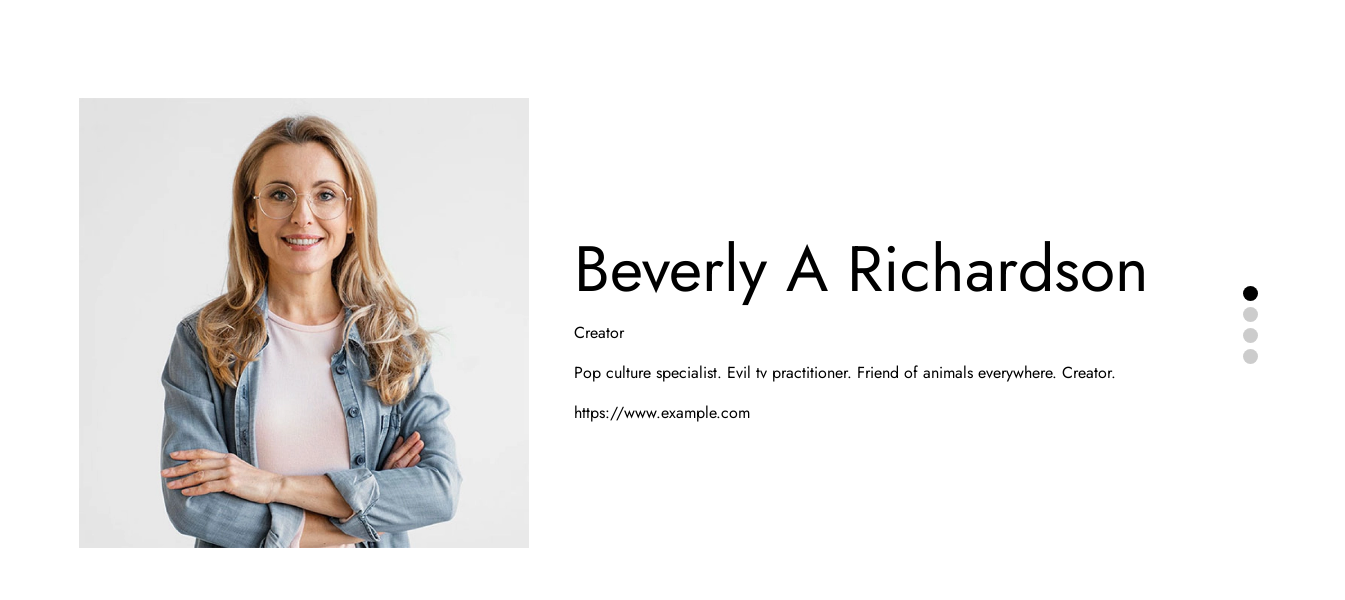 Beverly A Richardson
Creator
Pop culture specialist. Evil tv practitioner. Friend of animals everywhere. Creator.
https://www.example.com